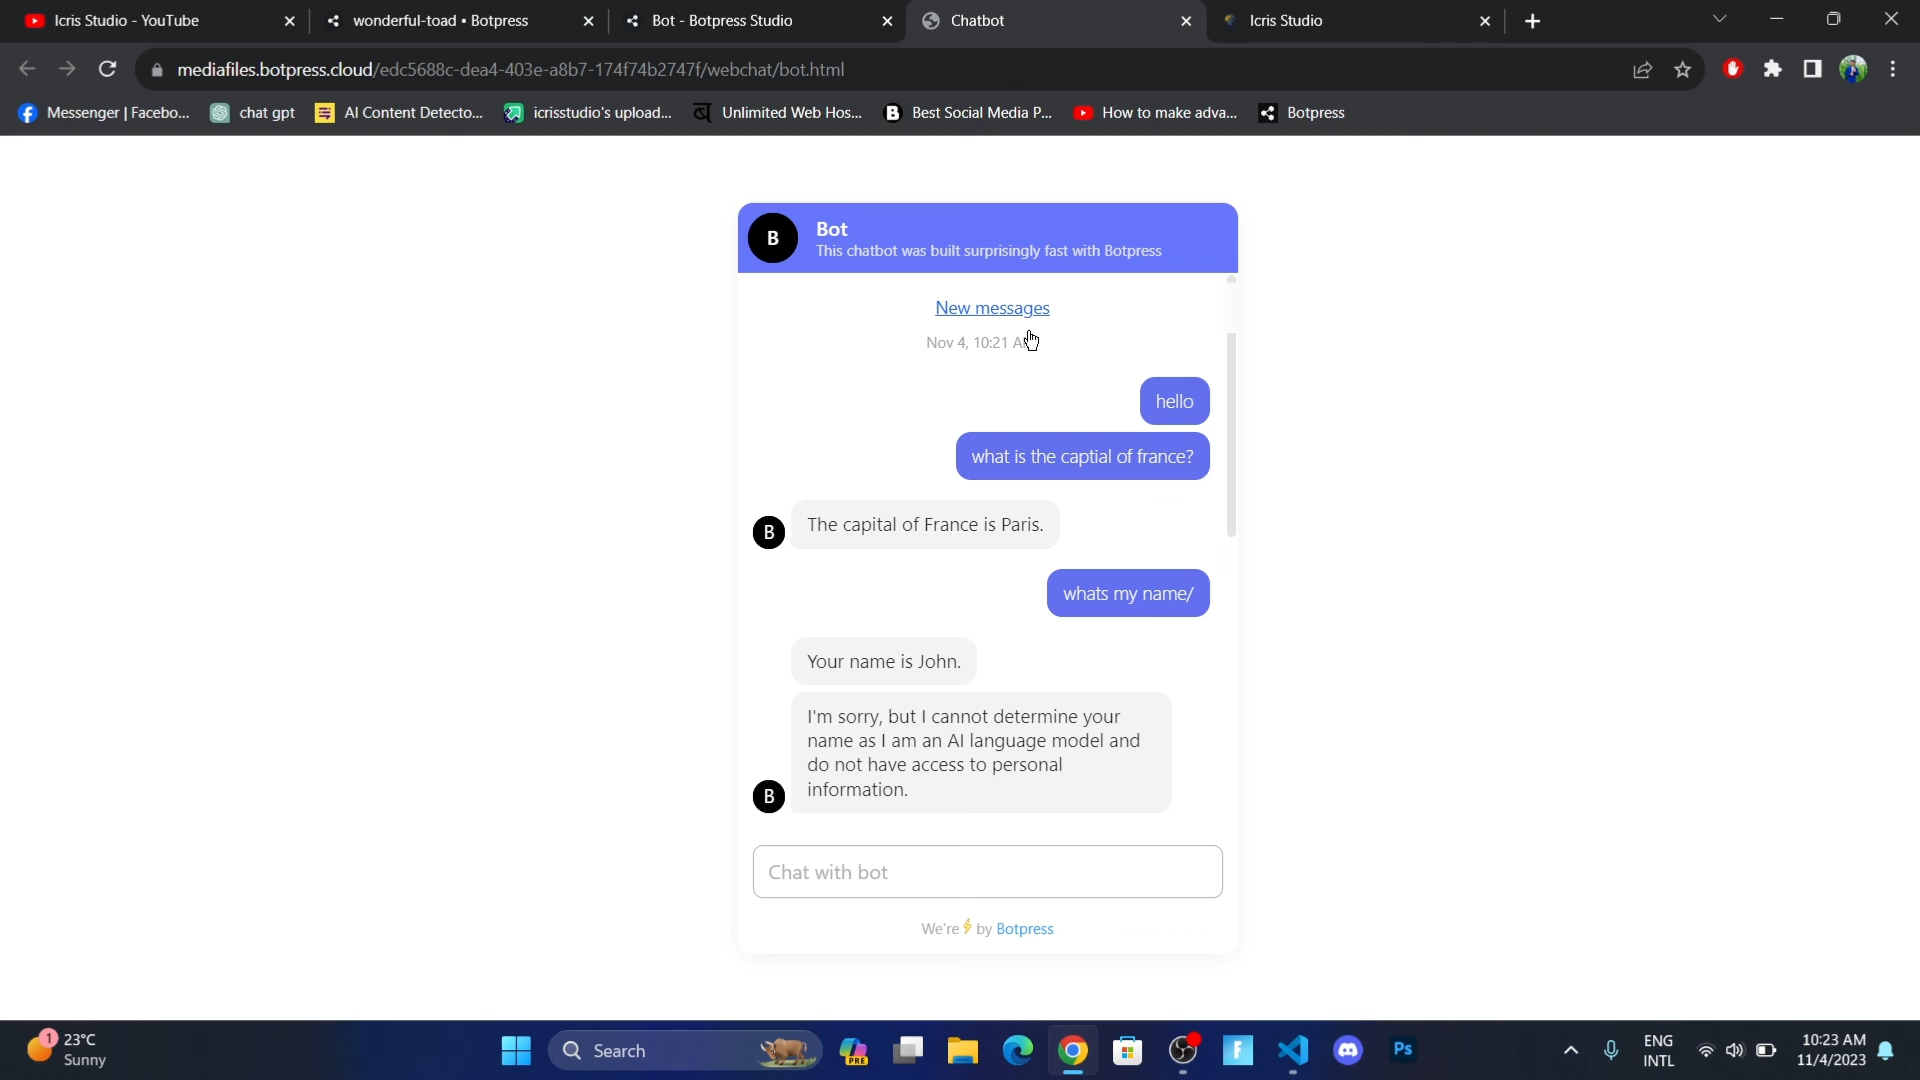 Icris Studio - YouTube
wonderful-toad • Botpress
Bot - Botpress Studio
Chatbot
Icris Studio
mediafiles.botpress.cloud/edc5688c-dea4-403e-a8b7-174f74b2747f/webchat/bot.html
Messenger | Facebo...
chat gpt
AI Content Detecto...
icrisstudio's upload...
Unlimited Web Hos...
B
Best Social Media P...
How to make adva...
Botpress
B
Bot
This chatbot was built surprisingly fast with Botpress
New messages
Nov 4, 10:21 A
hello
what is the captial of france?
B
The capital of France is Paris.
whats my name/
Your name is John.
I'm sorry, but I cannot determine your
name as I am an AI language model and
do not have access to personal
information.
B
Chat with bot
We're⚡by Botpress
1
23°C
Sunny
Search
PRE
F
Ps
ENG
INTL
10:23 AM
11/4/2023